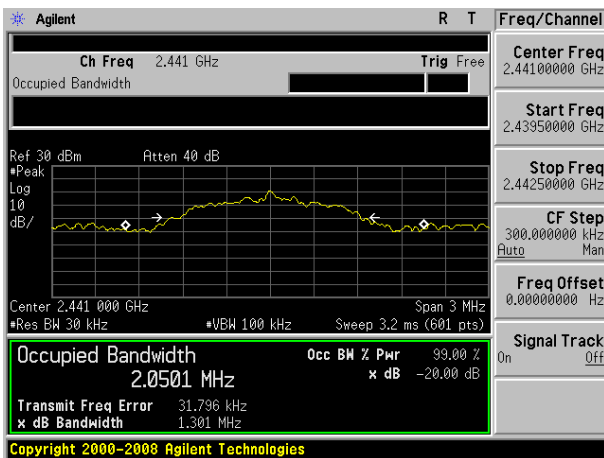 Agilent R T Freq/Channel
Ch Freq 2.441 GHz Trig Free
Occupied Bandwidth
Center Freq
2.44100000 GHz
Start Freq
2.43950000 GHz
Stop Freq
2.44250000 GHz
CF Step
300.000000 kHz
Auto Man
Freq Offset
0.00000000 Hz
Signal Track
On Off
Ref 30 dBm Atten 40 dB
#Peak
Log
10
dB/
Center 2.441 000 GHz Span 3 MHz
#Res BW 30 kHz #VBW 100 kHz Sweep 3.2 ms (601 pts)
Occupied Bandwidth Occ BW % Pwr 99.00 %
2.0501 MHz x dB -20.00 dB
Transmit Freq Error 31.796 kHz
x dB Bandwidth 1.301 MHz
Copyright 2000-2008 Agilent Technologies